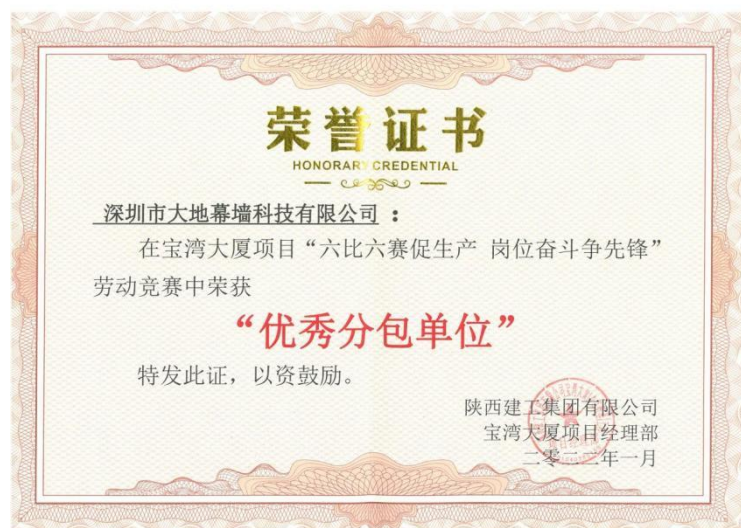 荣誉证书
HONORARY CREDENTIAL
深圳市大地幕墙科技有限公司：
在宝湾大厦项目“六比六赛促生产 岗位奋斗争先锋”
劳动竞赛中荣获
“优秀分包单位”
特发此证，以资鼓励。
陕西建工集团有限公司
宝湾大厦项目经理部
二零二二年一月